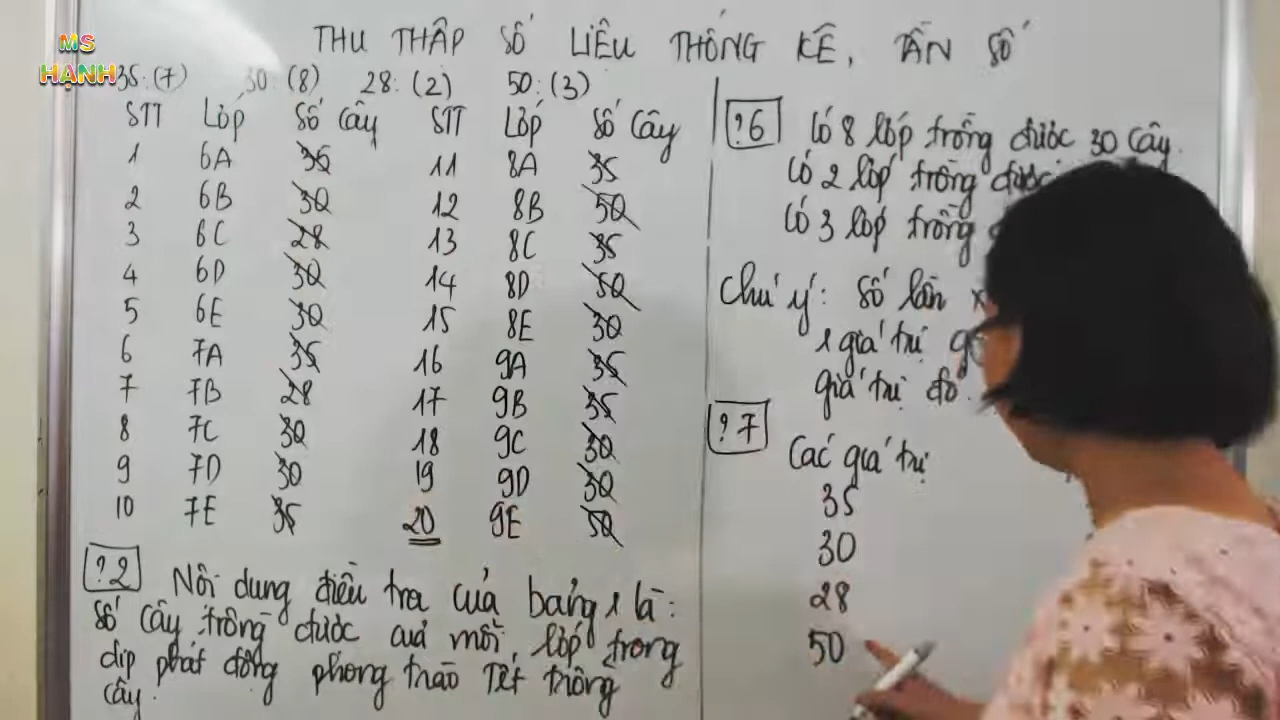 MS
HẠNH
THU THẬP SỐ LIỆU THỐNG KÊ, TẦN SỐ
35: (7) 30: (8) 28: (2) 50: (3)
STT Lớp Số cây STT Lớp Số cây
1 6A 35 11 8A 35
2 6B 30 12 8B 50
3 6C 28 13 8C 35
4 6D 30 14 8D 50
5 6E 30 15 8E 30
6 7A 35 16 9A 35
7 7B 28 17 9B 35
8 7C 30 18 9C 30
9 7D 30 19 9D 30
10 7E 35 20 9E 50
?2 Nội dung điều tra của bảng 1 là:
Số cây trồng được của mỗi lớp trong
dịp phát động phong trào Tết trồng
cây.
?6 Có 8 lớp trồng được 30 cây.
Có 2 lớp trồng được
Có 3 lớp trồng
Chú ý: Số lần
1 giá trị
giá trị đó.
?7 Các giá trị
35
30
28
50